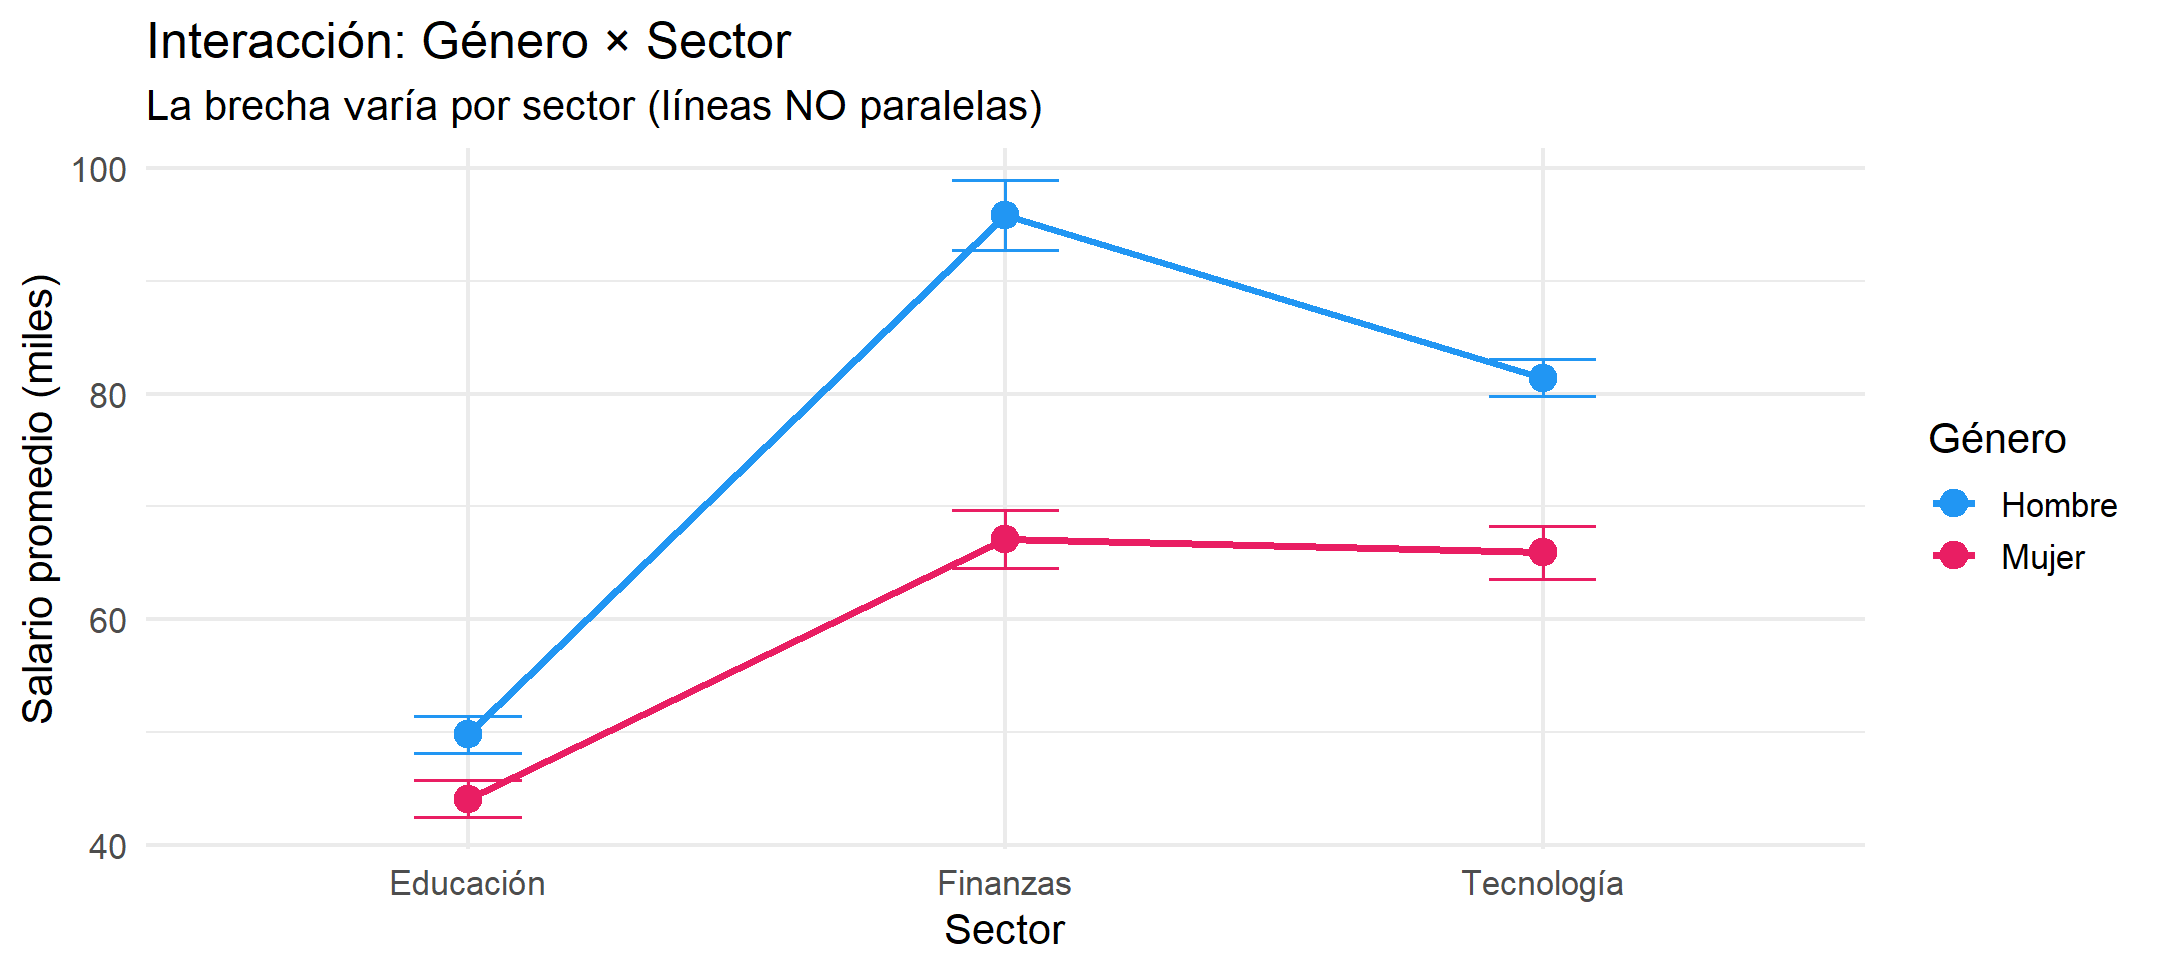 Interacción: Género × Sector
La brecha varía por sector (líneas NO paralelas)
Salario promedio (miles)
100
80
60
40
Educación
Finanzas
Tecnología
Sector
Género
Hombre
Mujer